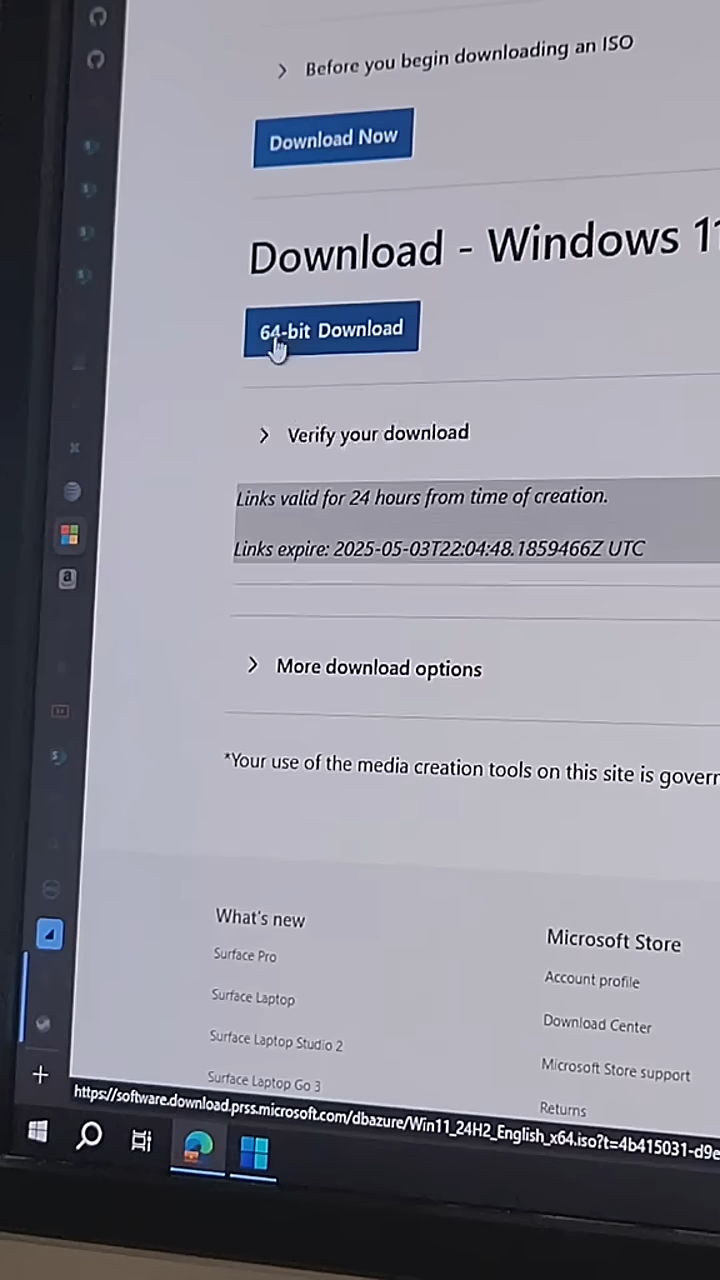 Before you begin downloading an ISO
Download Now
Download - Windows 11
64-bit Download
Verify your download
Links valid for 24 hours from time of creation.
Links expire: 2025-05-03T22:04:48.1859466Z UTC
More download options
*Your use of the media creation tools on this site is govern
What's new
Surface Pro
Surface Laptop
Surface Laptop Studio 2
Surface Laptop Go 3
Microsoft Store
Account profile
Download Center
Microsoft Store support
Returns
https://software.download.prss.microsoft.com/dbazure/Win11_24H2_English_x64.iso?t=4b415031-d9e